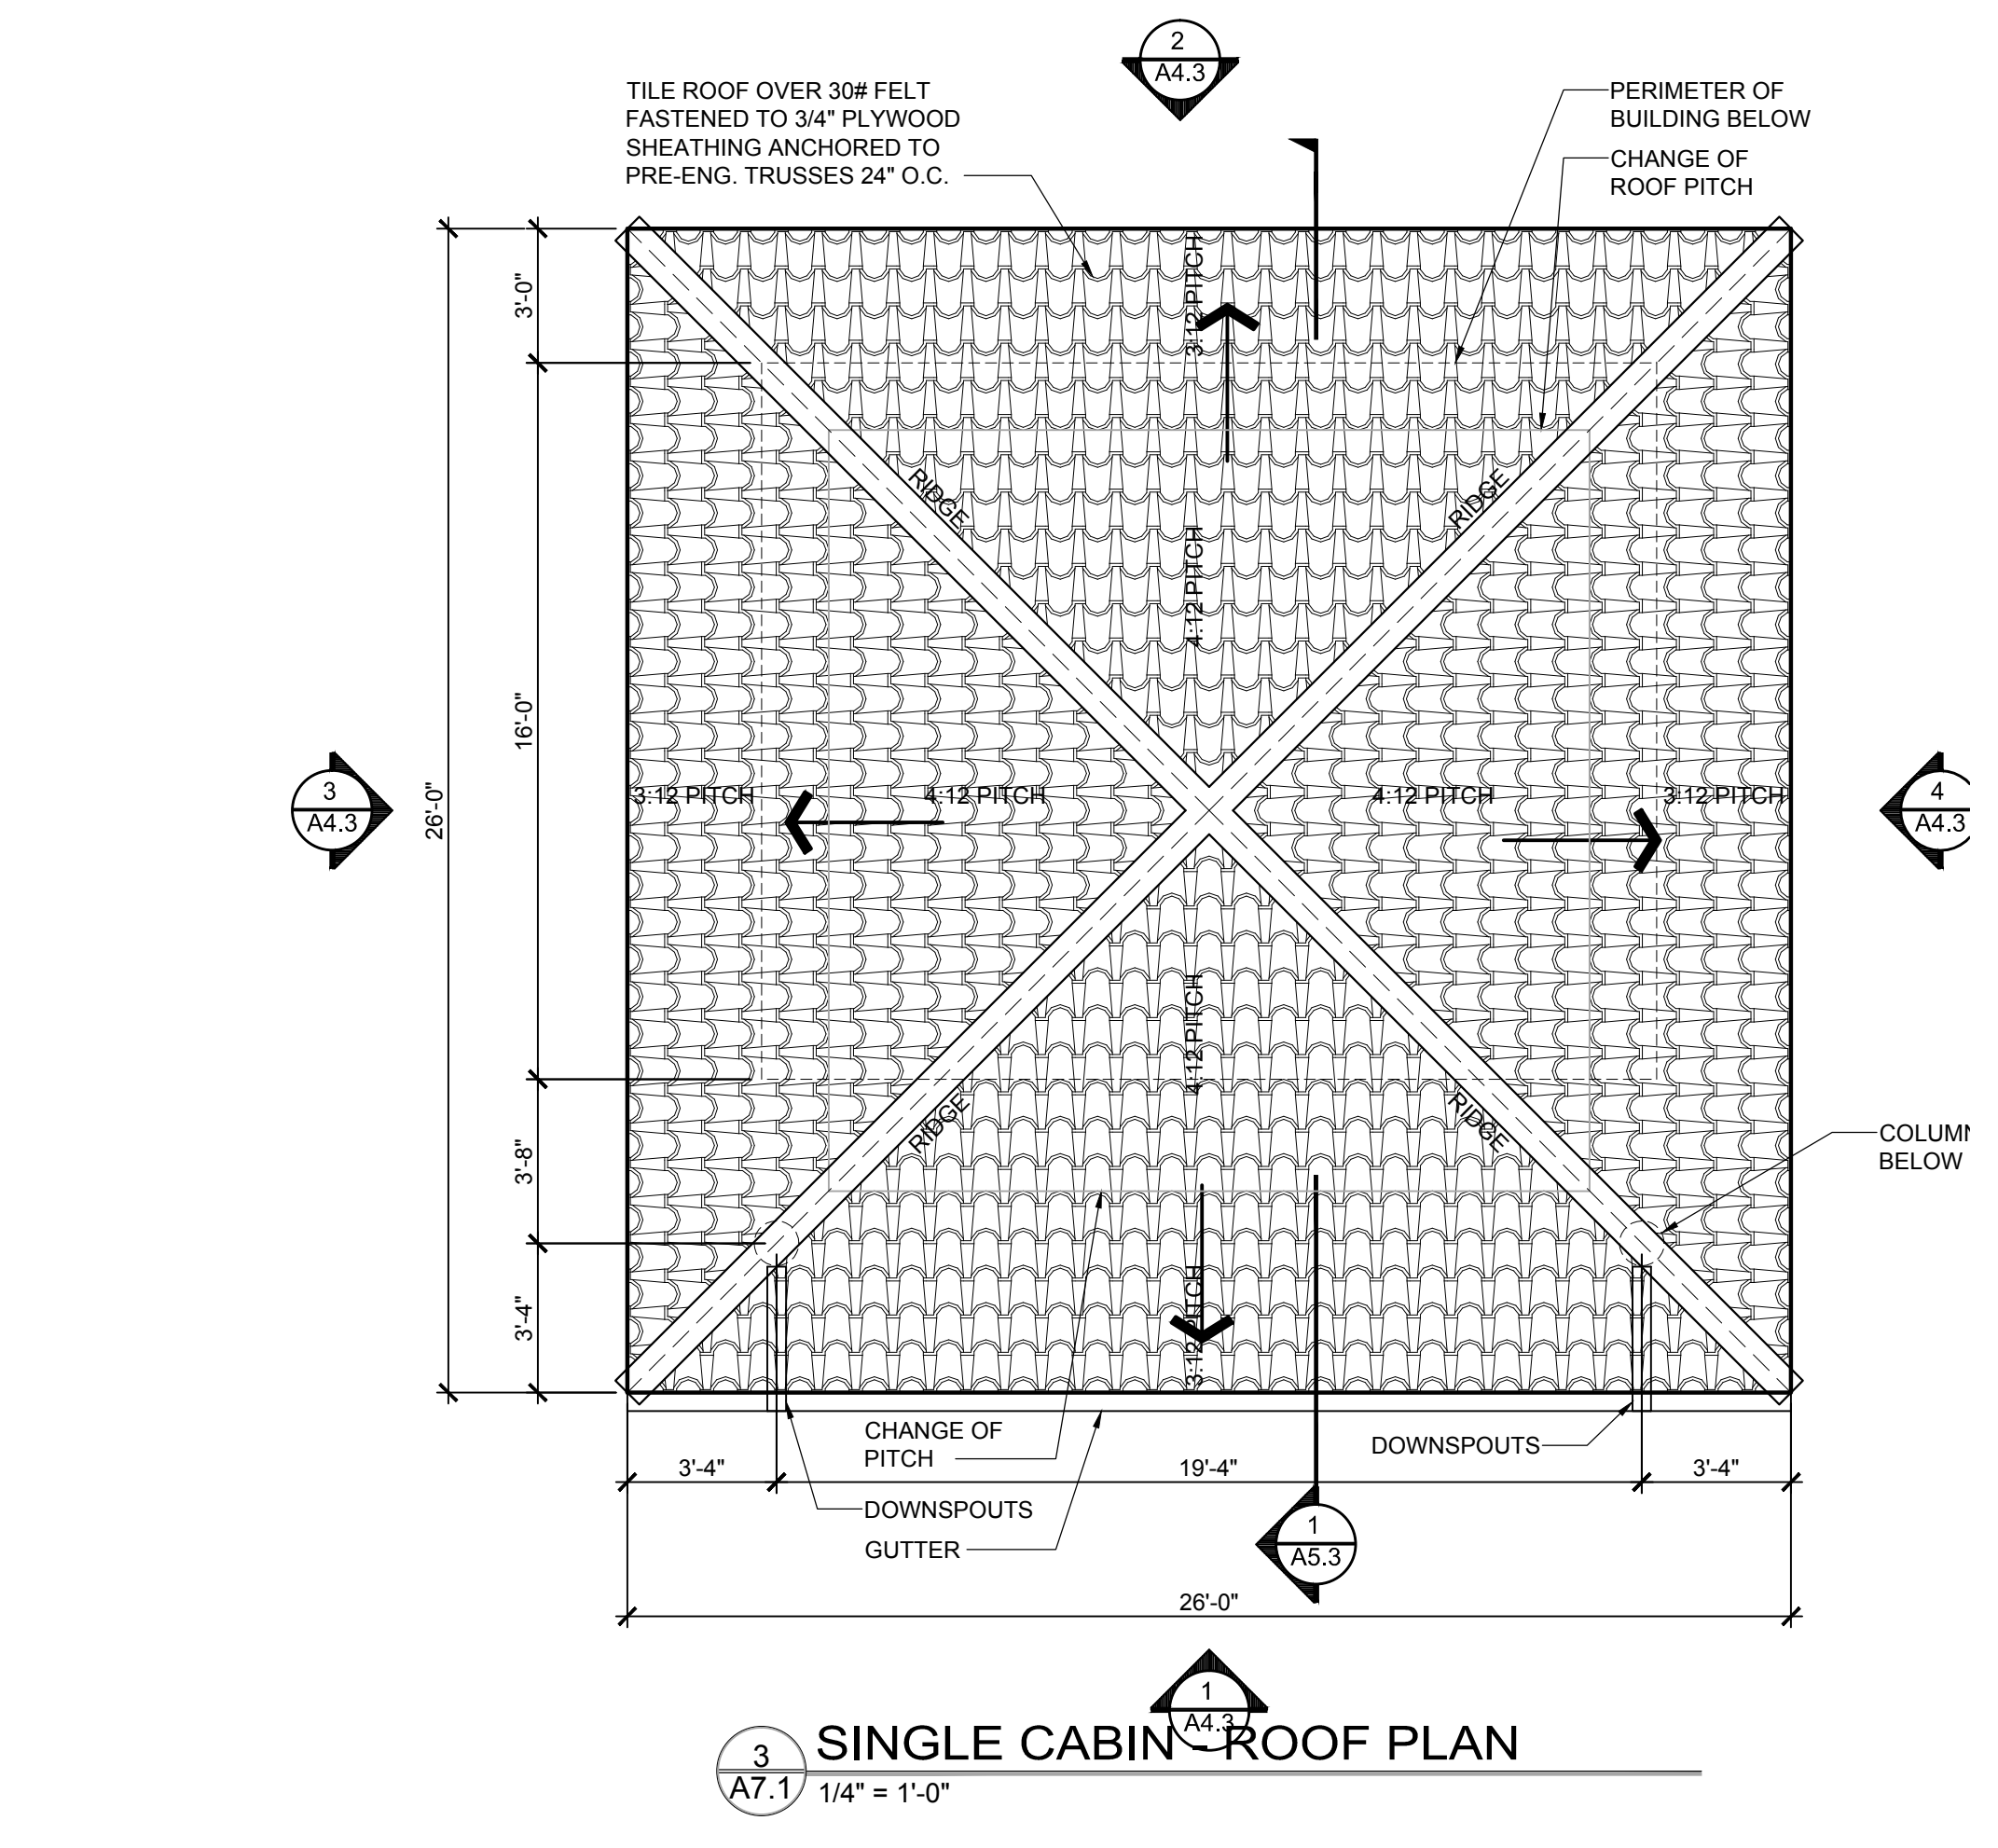 2
A4.3
TILE ROOF OVER 30# FELT
FASTENED TO 3/4" PLYWOOD
SHEATHING ANCHORED TO
PRE-ENG. TRUSSES 24" O.C.
PERIMETER OF
BUILDING BELOW
CHANGE OF
ROOF PITCH
3'-0"
3:12 PITCH
RIDGE
RIDGE
4:12 PITCH
16'-0"
26'-0"
3
A4.3
3:12 PITCH
4:12 PITCH
4:12 PITCH
3:12 PITCH
4
A4.3
4:12 PITCH
RIDGE
RIDGE
3'-8"
COLUMN
BELOW
3'-4"
3:12 PITCH
CHANGE OF
PITCH
DOWNSPOUTS
3'-4"
19'-4"
3'-4"
DOWNSPOUTS
GUTTER
1
A5.3
26'-0"
1
A4.3
SINGLE CABIN - ROOF PLAN
3
A7.1
1/4" = 1'-0"